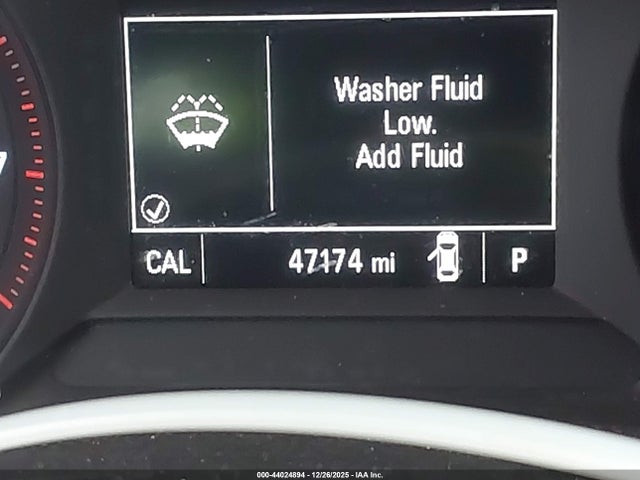 Washer Fluid
Low.
Add Fluid
CAL 47174 mi P
000-44024894 - 12/26/2025 - IAA Inc.